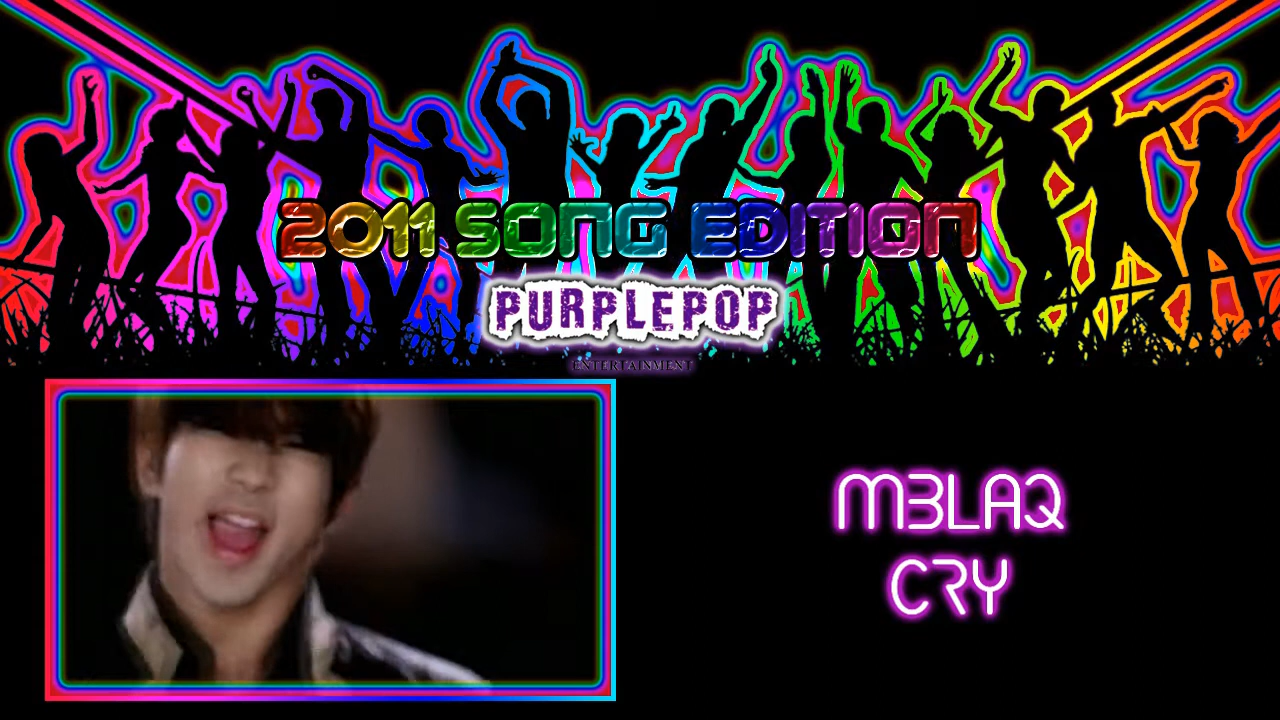 2011 SONG EDITION
PURPLEPOP
ENTERTAINMENT
MBLAQ
CRY